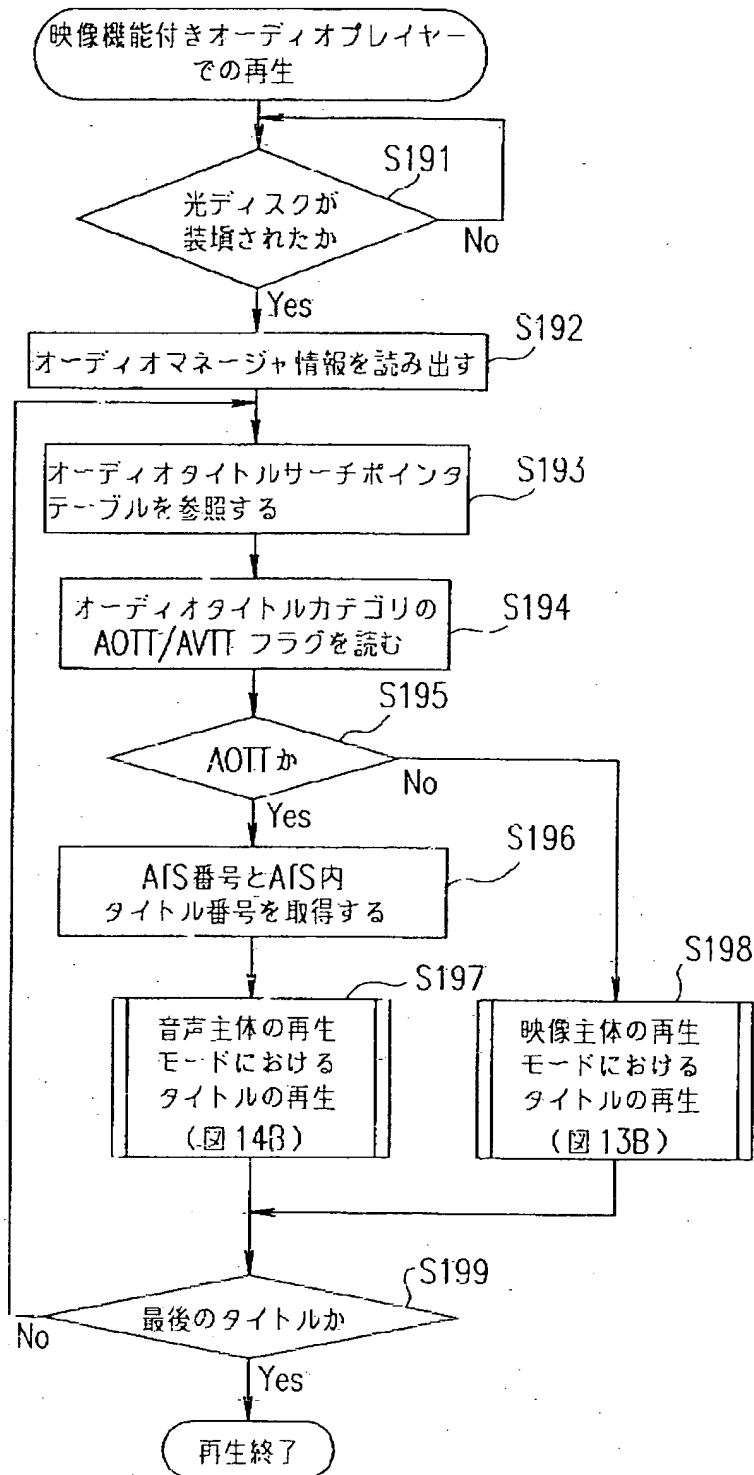 映像機能付きオーディオプレイヤー
での再生
S191
光ディスクが
装填されたか
No
Yes
S192
オーディオマネージャ情報を読み出す
S193
オーディオタイトルサーチポインタ
テーブルを参照する
S194
オーディオタイトルカテゴリの
AOTT/AVTT フラグを読む
S195
AOTTか
No
Yes
S196
ATS番号とATS内
タイトル番号を取得する
S197
音声主体の再生
モードにおける
タイトルの再生
(図14B)
S198
映像主体の再生
モードにおける
タイトルの再生
(図13B)
S199
最後のタイトルか
No
Yes
再生終了